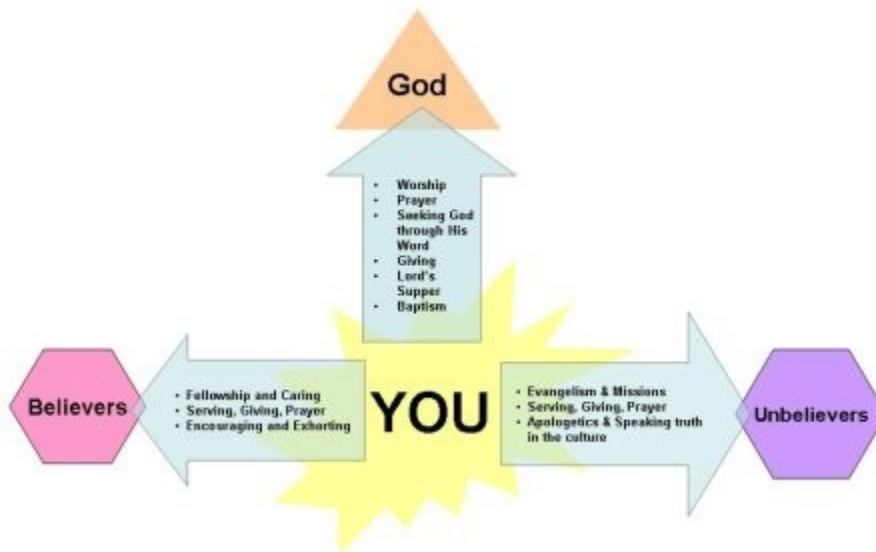 God
• Worship
• Prayer
• Seeking God
through His
Word
• Giving
• Lord's
Supper
• Baptism
Believers
• Fellowship and Caring
• Serving, Giving, Prayer
• Encouraging and Exhorting
YOU
• Evangelism & Missions
• Serving, Giving, Prayer
• Apologetics & Speaking truth
in the culture
Unbelievers